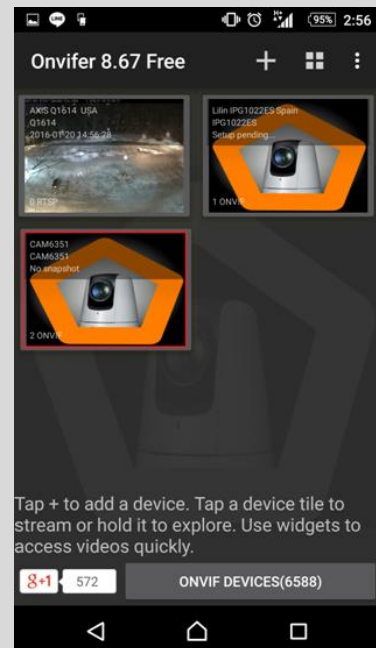 LINE
H+
95%
2:56
Onvifer 8.67 Free
AXIS Q1614 USA
Q1614
2016-01-20 14:56:28
0 RTSP
Lilin IPG1022ES Spain
IPG1022ES
Setup pending...
1 ONVIF
CAM6351
CAM6351
No snapshot
2 ONVIF
Tap + to add a device. Tap a device tile to
stream or hold it to explore. Use widgets to
access videos quickly.
g+1 572
ONVIF DEVICES(6588)